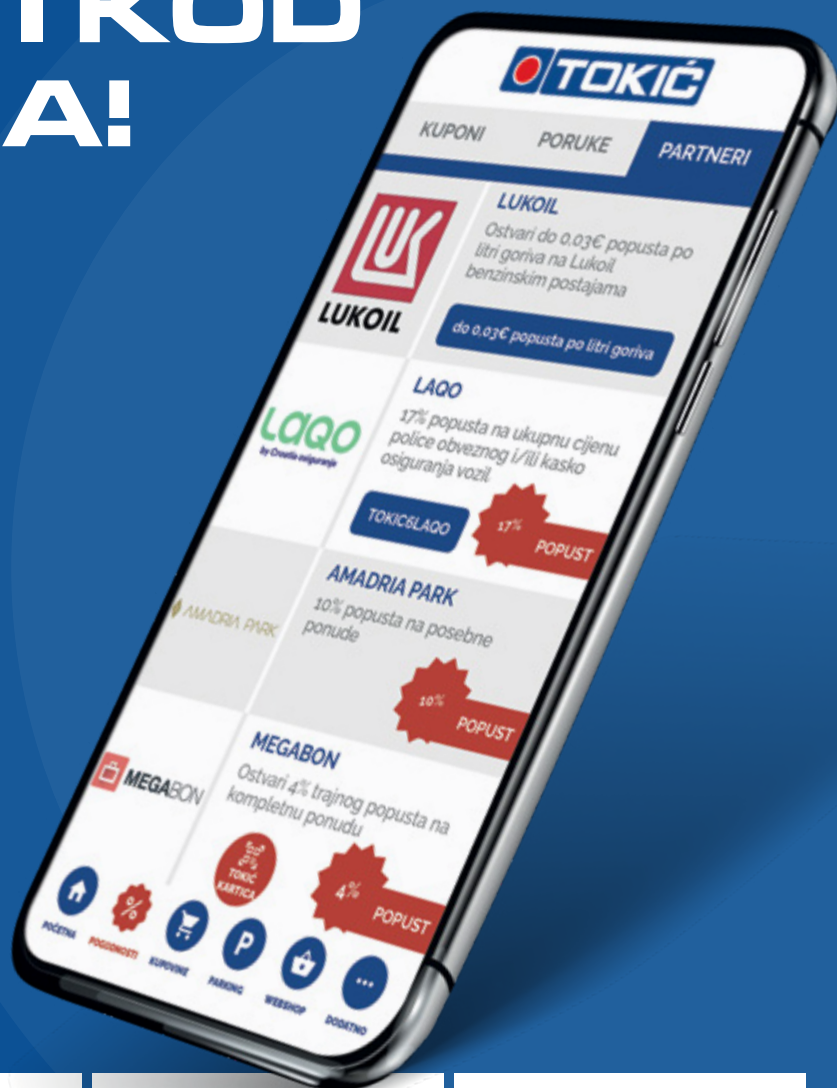 TKOD
A!
TOKIĆ
KUPONI PORUKE PARTNERI
LUKOIL
LUKOIL
Ostvari do 0.03€ popusta po
litri goriva na Lukoil
benzinskim postajama
do 0,03€ popusta po litri goriva
LAQO
by Croatia osiguranje
LAQO
17% popusta na ukupnu cijenu
police obveznog i/ili kasko
osiguranja vozil
TOKIC6LAQO
17%
POPUST
AMADRIA PARK
AMADRIA PARK
10% popusta na posebne
ponude
10%
POPUST
MEGABON
MEGABON
Ostvari 4% trajnog popusta na
kompletnu ponudu
TOKIĆ
KARTICA
4%
POPUST
POČETNA POGODNOSTI KUPOVINE PARKING WEBSHOP DODATNO